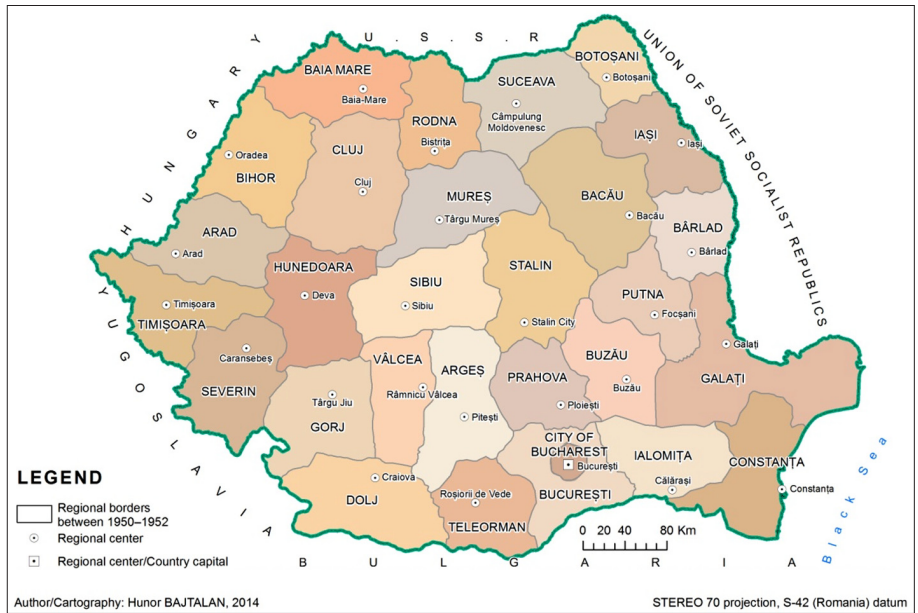 HUNGARY
U. S. S. R
UNION OF SOVIET SOCIALIST REPUBLICS
BAIA MARE
Baia-Mare
RODNA
Bistrița
SUCEAVA
Câmpulung
Moldovenesc
BOTOȘANI
Botoșani
IAȘI
Iași
Oradea
BIHOR
CLUJ
Cluj
MUREȘ
Târgu Mureș
BACĂU
Bacău
BÂRLAD
Bârlad
ARAD
Arad
HUNEDOARA
Deva
SIBIU
Sibiu
STALIN
Stalin City
PUTNA
Focșani
Timișoara
TIMIȘOARA
Caransebeș
SEVERIN
VÂLCEA
Râmnicu Vâlcea
ARGEȘ
Pitești
PRAHOVA
Ploiești
BUZĂU
Buzău
Galați
GALAȚI
Târgu Jiu
GORJ
CITY OF
BUCHAREST
București
BUCUREȘTI
IALOMIȚA
Călărași
CONSTANȚA
Constanța
Craiova
DOLJ
Roșiorii de Vede
TELEORMAN
YUGOSLAVIA
BULGARIA
Black Sea
0 20 40 80 Km
LEGEND
Regional borders
between 1950–1952
Regional center
Regional center/Country capital
Author/Cartography: Hunor BAJTALAN, 2014
STEREO 70 projection, S-42 (Romania) datum